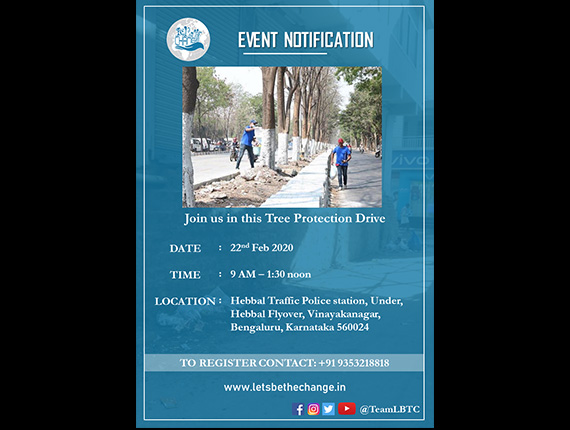 EVENT NOTIFICATION
Join us in this Tree Protection Drive
DATE : 22nd Feb 2020
TIME : 9 AM – 1:30 noon
LOCATION : Hebbal Traffic Police station, Under,
Hebbal Flyover, Vinayakanagar,
Bengaluru, Karnataka 560024
TO REGISTER CONTACT: +91 9353218818
www.letsbethechange.in
@TeamLBTC
vivo